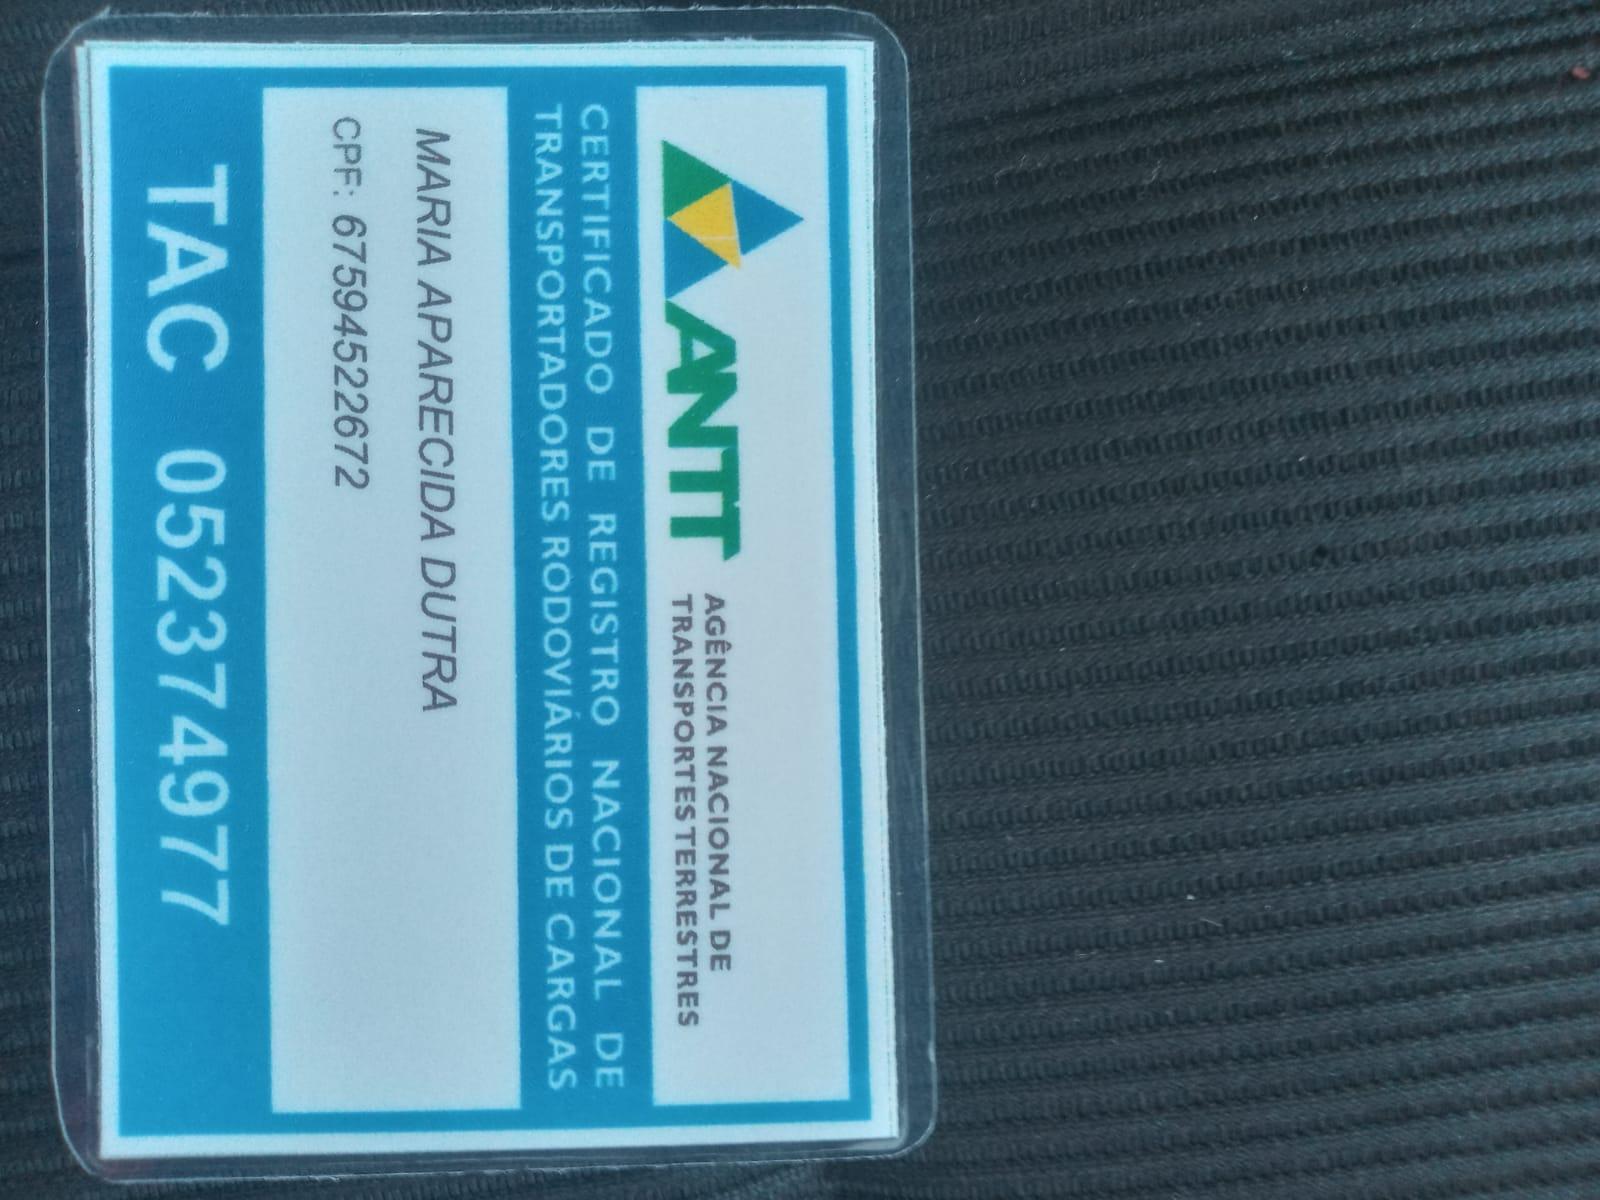 ANTT
AGÊNCIA NACIONAL DE
TRANSPORTES TERRESTRES
CERTIFICADO DE REGISTRO NACIONAL DE
TRANSPORTADORES RODOVIÁRIOS DE CARGAS
MARIA APARECIDA DUTRA
CPF: 67594522672
TAC 052374977